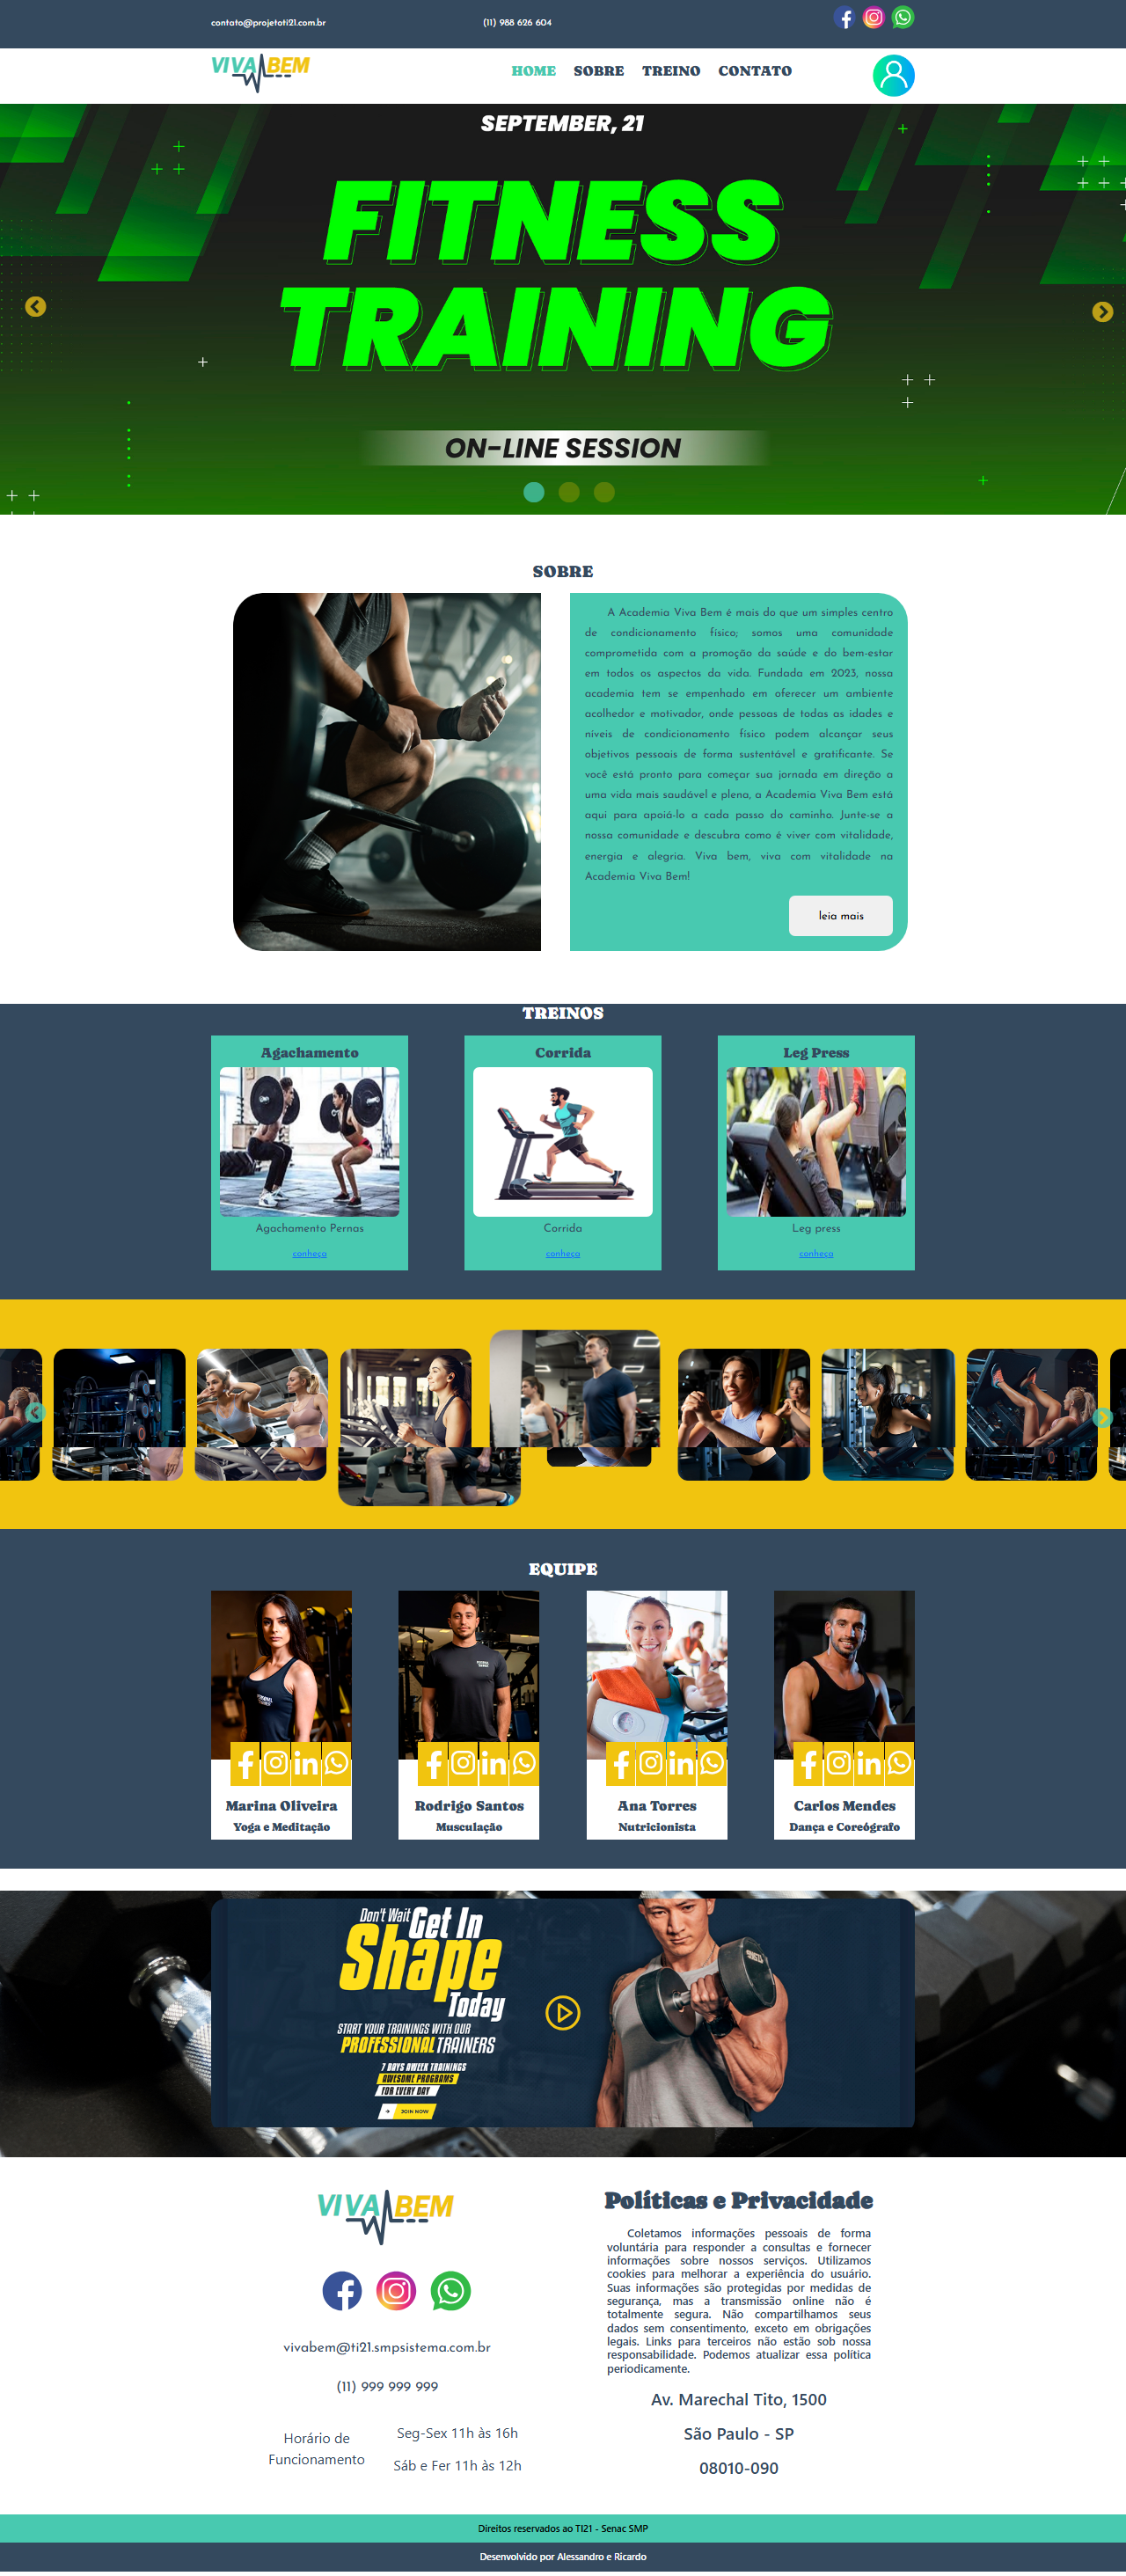 contato@projetoti21.com.br
(11) 988 626 604
VIVA BEM
HOME SOBRE TREINO CONTATO
SEPTEMBER, 21
FITNESS
TRAINING
ON-LINE SESSION
SOBRE
A Academia Viva Bem é mais do que um simples centro
de condicionamento físico; somos uma comunidade
comprometida com a promoção da saúde e do bem-estar
em todos os aspectos da vida. Fundada em 2023, nossa
academia tem se empenhado em oferecer um ambiente
acolhedor e motivador, onde pessoas de todas as idades e
níveis de condicionamento físico podem alcançar seus
objetivos pessoais de forma sustentável e gratificante. Se
você está pronto para começar sua jornada em direção a
uma vida mais saudável e plena, a Academia Viva Bem está
aqui para apoiá-lo a cada passo do caminho. Junte-se a
nossa comunidade e descubra como é viver com vitalidade,
energia e alegria. Viva bem, viva com vitalidade na
Academia Viva Bem!
leia mais
TREINOS
Agachamento
Agachamento Pernas
conheça
Corrida
Corrida
conheça
Leg Press
Leg press
conheça
EQUIPE
Marina Oliveira
Yoga e Meditação
Rodrigo Santos
Musculação
Ana Torres
Nutricionista
Carlos Mendes
Dança e Coreógrafo
Don't Wait Get In
Shape
Today
START YOUR TRAININGS WITH OUR
PROFESSIONAL TRAINERS
7 DAYS AWEEK TRAININGS
AWESOME PROGRAMS
FOR EVERY DAY
JOIN NOW
VIVA BEM
vivabem@ti21.smpsistema.com.br
(11) 999 999 999
Horário de
Funcionamento
Seg-Sex 11h às 16h
Sáb e Fer 11h às 12h
Políticas e Privacidade
Coletamos informações pessoais de forma
voluntária para responder a consultas e fornecer
informações sobre nossos serviços. Utilizamos
cookies para melhorar a experiência do usuário.
Suas informações são protegidas por medidas de
segurança, mas a transmissão online não é
totalmente segura. Não compartilhamos seus
dados sem consentimento, exceto em obrigações
legais. Links para terceiros não estão sob nossa
responsabilidade. Podemos atualizar essa política
periodicamente.
Av. Marechal Tito, 1500
São Paulo - SP
08010-090
Direitos reservados ao TI21 - Senac SMP
Desenvolvido por Alessandro e Ricardo